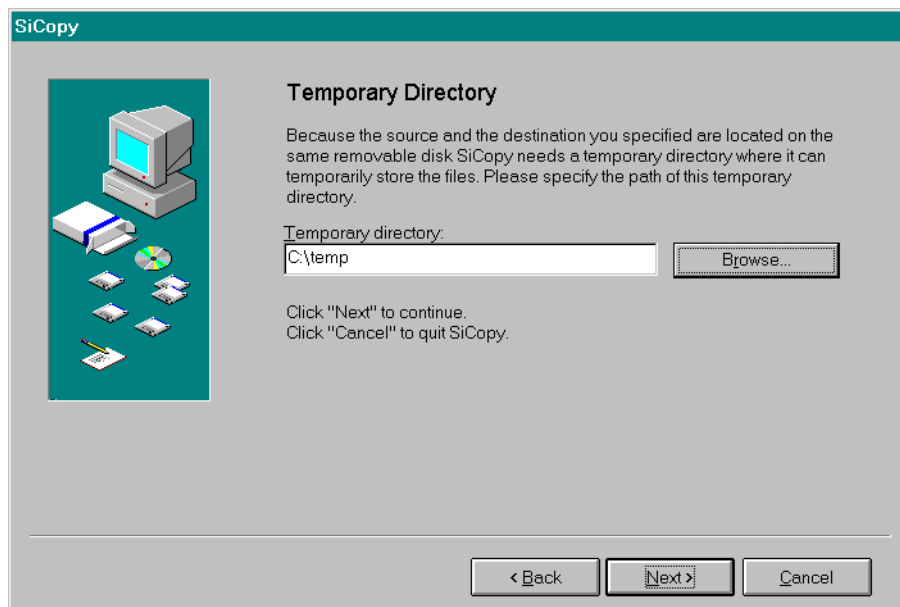 SiCopy
Temporary Directory
Because the source and the destination you specified are located on the
same removable disk SiCopy needs a temporary directory where it can
temporarily store the files. Please specify the path of this temporary
directory.
Temporary directory:
C:\temp
Browse...
Click "Next" to continue.
Click "Cancel" to quit SiCopy.
< Back
Next >
Cancel